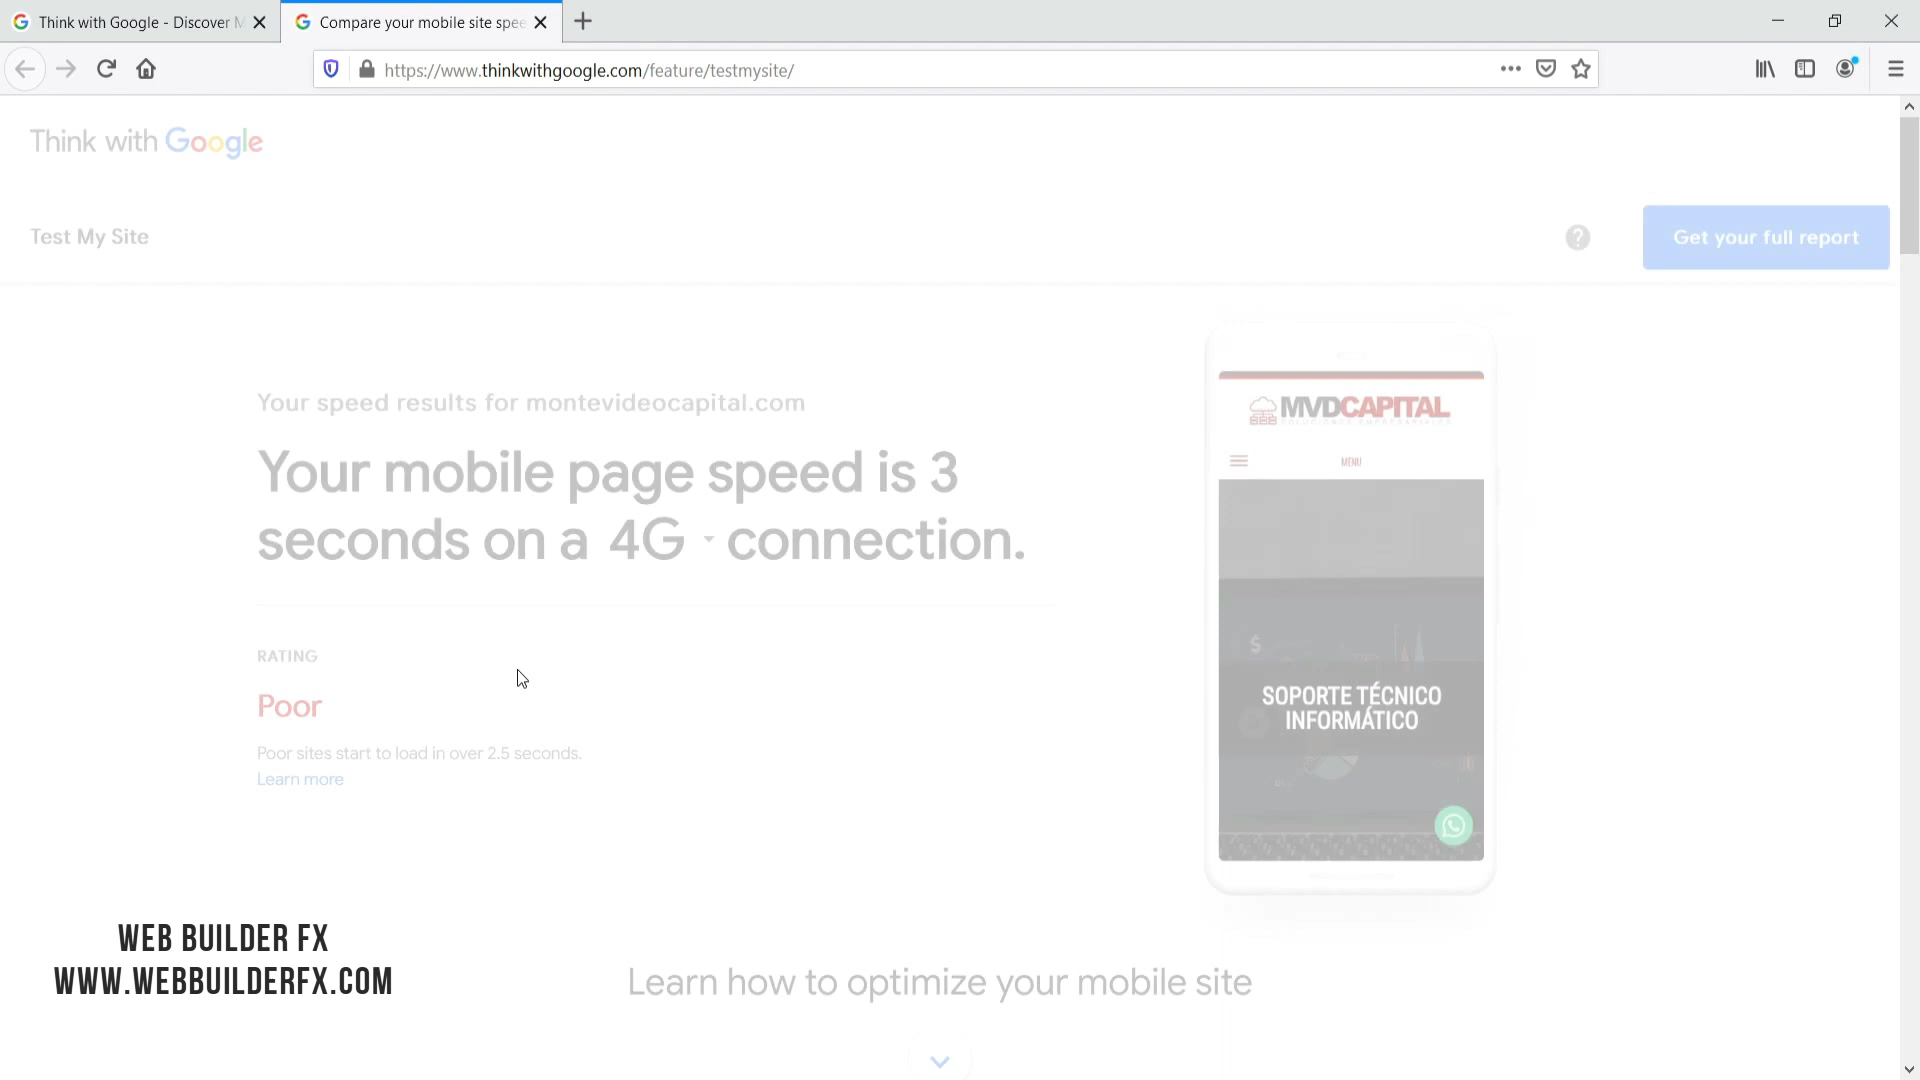 Think with Google - Discover M
Compare your mobile site spee
https://www.thinkwithgoogle.com/feature/testmysite/
Think with Google
Test My Site
Get your full report
Your speed results for montevideocapital.com
Your mobile page speed is 3
seconds on a 4G connection.
RATING
Poor
Poor sites start to load in over 2.5 seconds.
Learn more
MVDCAPITAL
SOLUCIONES EMPRESARIALES
MENU
SOPORTE TÉCNICO
INFORMÁTICO
WEB BUILDER FX
WWW.WEBBUILDERFX.COM
Learn how to optimize your mobile site